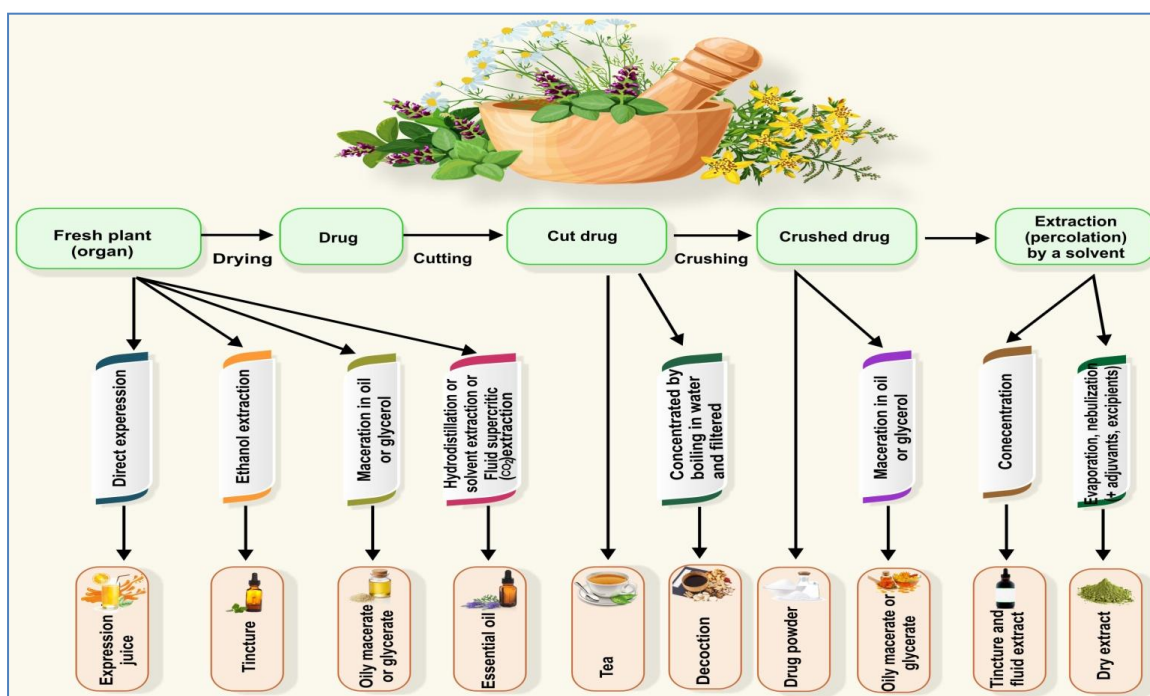 Fresh plant
(organ)
Drying
Drug
Cutting
Cut drug
Crushing
Crushed drug
Extraction
(percolation)
by a solvent
Direct experession
Ethanol extraction
Maceration in oil
or glycerol
Hydrodistillation or
solvent extraction or
Fluid supercritic
(CO₂)extraction
Concentrated by
boiling in water
and filtered
Maceration in oil
or glycerol
Conecentration
Evaporation, nebulization
(+ adjuvants, excipients)
Expression
juice
Tincture
Oily macerate
or glycerate
Essential oil
Tea
Decoction
Drug powder
Oily macerate or
glycerate
Tincture and
fluid extract
Dry extract